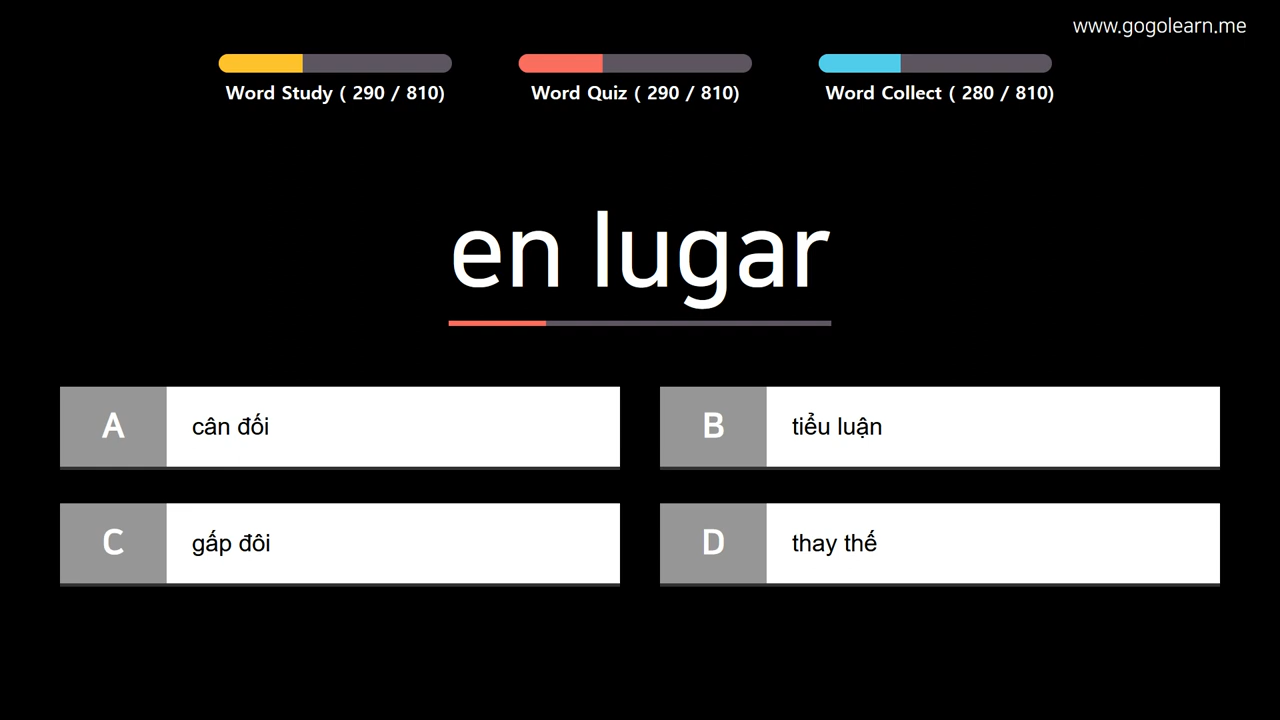 www.gogolearn.me
Word Study ( 290 / 810)
Word Quiz ( 290 / 810)
Word Collect ( 280 / 810)
en lugar
A cân đối
B tiểu luận
C gấp đôi
D thay thế